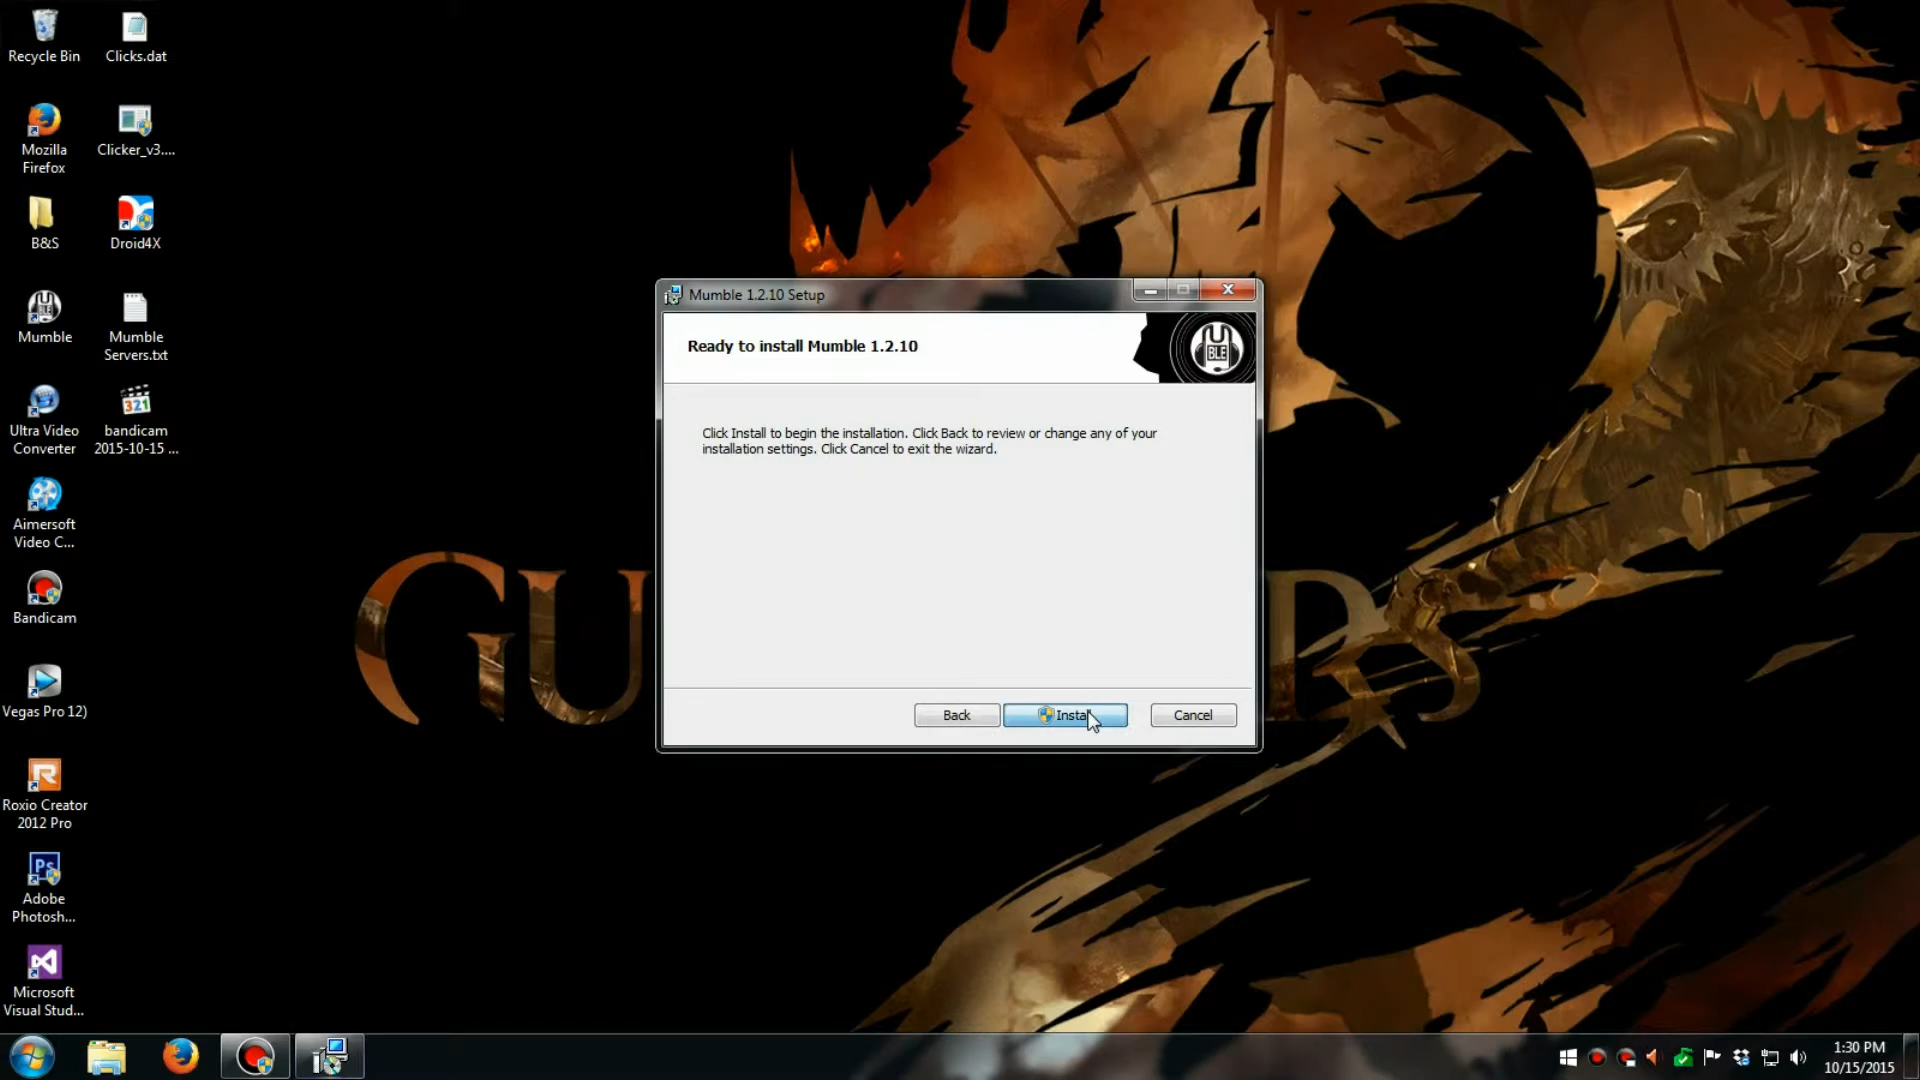 Recycle Bin
Clicks.dat
Mozilla
Firefox
Clicker_v3....
B&S
Droid4X
Mumble
Mumble
Servers.txt
Ultra Video
Converter
bandicam
2015-10-15 ...
Aimersoft
Video C...
Bandicam
Vegas Pro 12)
Roxio Creator
2012 Pro
Adobe
Photosh...
Microsoft
Visual Stud...
Mumble 1.2.10 Setup
Ready to install Mumble 1.2.10
BLE
Click Install to begin the installation. Click Back to review or change any of your
installation settings. Click Cancel to exit the wizard.
Back
Install
Cancel
1:30 PM
10/15/2015